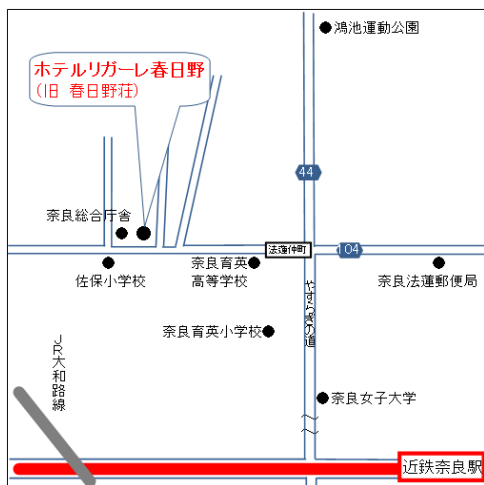 鴻池運動公園
ホテルリガーレ春日野
(旧 春日野荘)
44
奈良総合庁舎
法蓮仲町
104
佐保小学校
奈良育英
高等学校
奈良法蓮郵便局
やすらぎの道
奈良育英小学校
JR大和路線
奈良女子大学
近鉄奈良駅